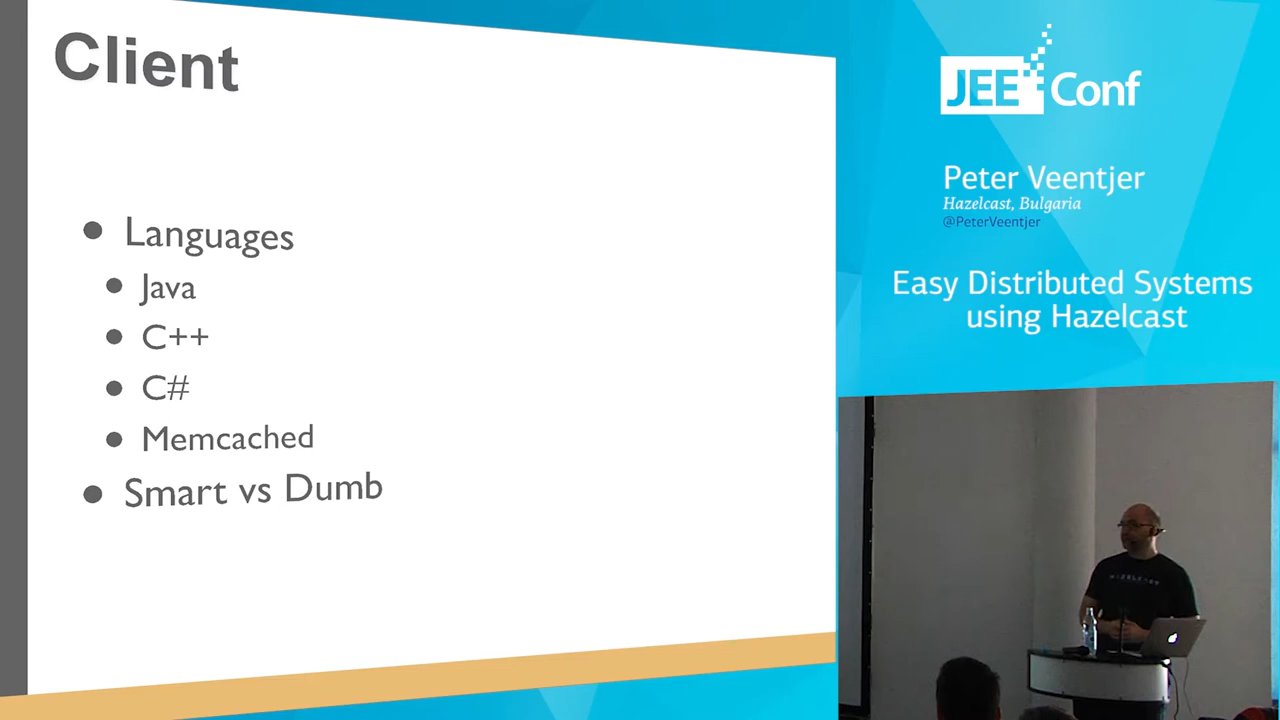 Client
Languages
Java
C++
C#
Memcached
Smart vs Dumb
JEE Conf
Peter Veentjer
Hazelcast, Bulgaria
@PeterVeentjer
Easy Distributed Systems
using Hazelcast
HAZELCAST